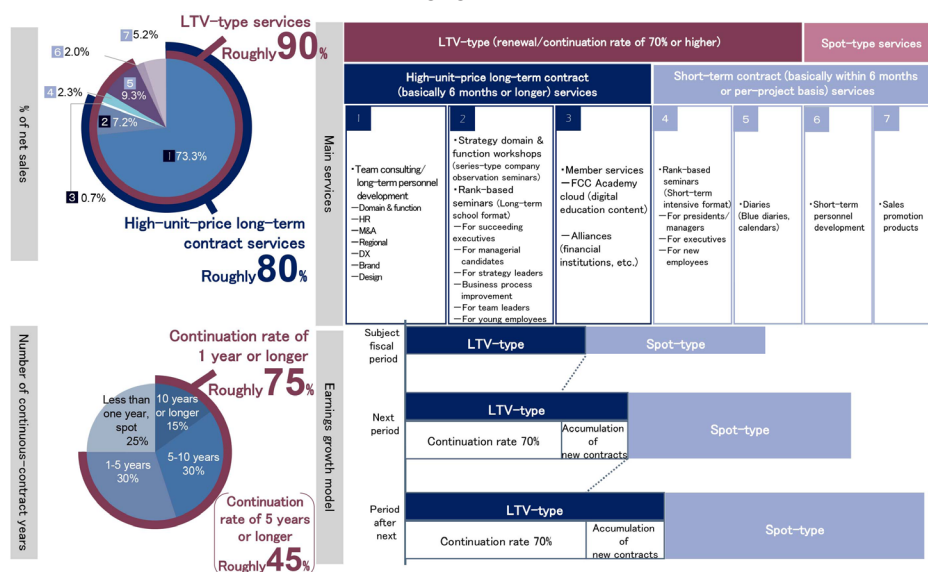 % of net sales
LTV-type services
Roughly 90%
7 5.2%
6 2.0%
5
9.3%
4 2.3%
2 7.2%
1 73.3%
3 0.7%
High-unit-price long-term
contract services
Roughly 80%
Main services
LTV-type (renewal/continuation rate of 70% or higher)
Spot-type services
High-unit-price long-term contract
(basically 6 months or longer) services
Short-term contract (basically within 6 months
or per-project basis) services
1
・Team consulting/
long-term personnel
development
—Domain & function
—HR
—M&A
—Regional
—DX
—Brand
—Design
2
・Strategy domain &
function workshops
(series-type company
observation seminars)
・Rank-based
seminars (Long-term
school format)
—For succeeding
executives
—For managerial
candidates
—For strategy leaders
—Business process
improvement
—For team leaders
—For young employees
3
・Member services
—FCC Academy
cloud (digital
education content)
—Alliances
(financial
institutions, etc.)
4
・Rank-based
seminars
(Short-term
intensive format)
—For presidents/
managers
—For executives
—For new
employees
5
・Diaries
(Blue diaries,
calendars)
6
・Short-term
personnel
development
7
・Sales
promotion
products
Number of continuous-contract years
Continuation rate of
1 year or longer
Roughly 75%
Less than
one year,
spot
25%
10 years
or longer
15%
1-5 years
30%
5-10 years
30%
Continuation
rate of 5 years
or longer
Roughly 45%
Earnings growth model
Subject
fiscal
period
LTV-type
Spot-type
Next
period
LTV-type
Continuation rate 70%
Accumulation
of
new contracts
Spot-type
Period
after
next
LTV-type
Continuation rate 70%
Accumulation
of
new contracts
Spot-type